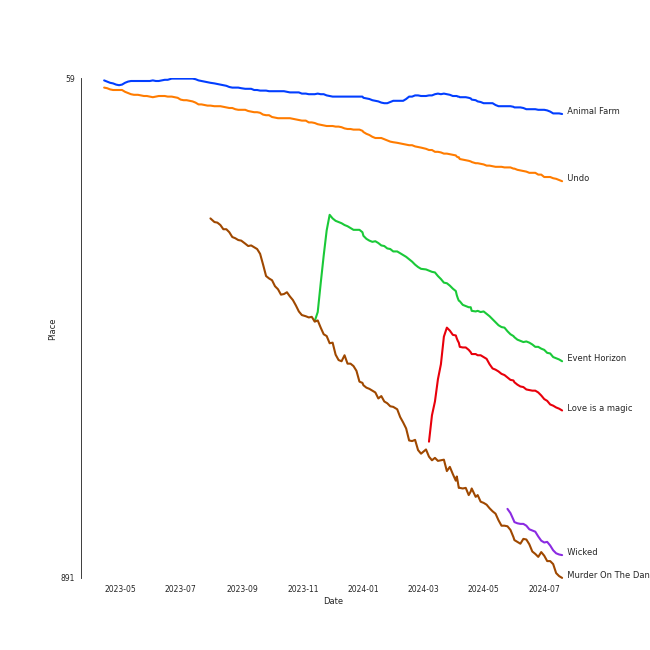 59
Animal Farm
Undo
Place
Event Horizon
Love is a magic
Wicked
Murder On The Dan
891
2023-05 2023-07 2023-09 2023-11 2024-01 2024-03 2024-05 2024-07
Date